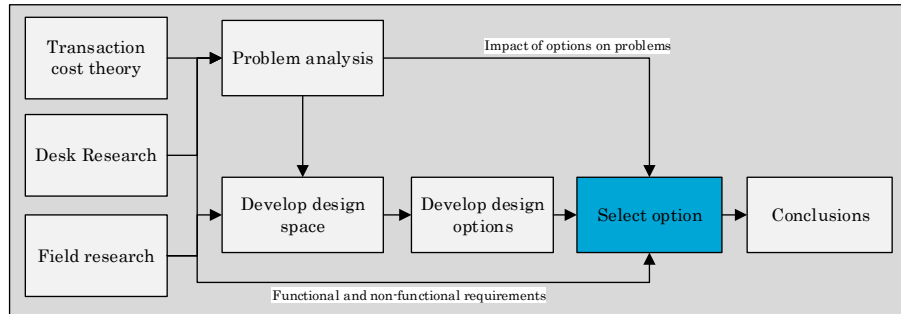 Transaction
cost theory
Problem analysis
Impact of options on problems
Desk Research
Develop design
space
Develop design
options
Select option
Conclusions
Field research
Functional and non-functional requirements